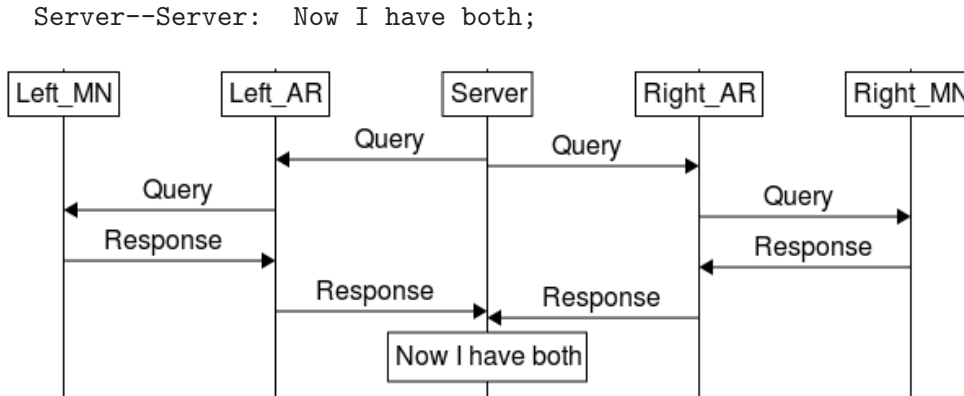 Server--Server: Now I have both;
Left_MN Left_AR Server Right_AR Right_MN
Query Query
Query Query
Response Response
Response Response
Now I have both